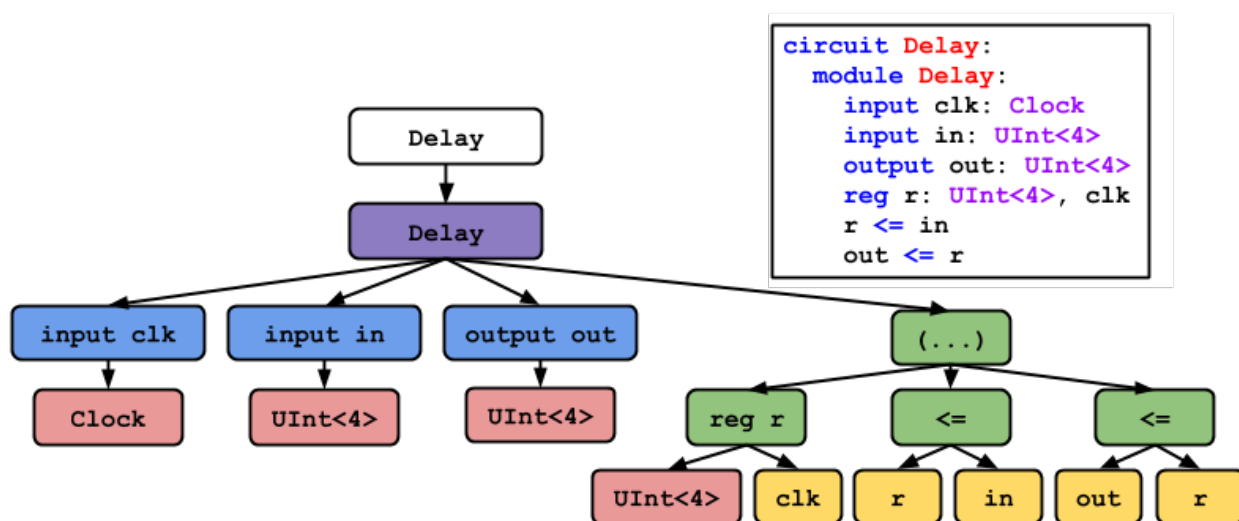 circuit Delay:
module Delay:
input clk: Clock
input in: UInt<4>
output out: UInt<4>
reg r: UInt<4>, clk
r <= in
out <= r
Delay
Delay
input clk
input in
output out
(...)
Clock
UInt<4>
UInt<4>
reg r
<=
<=
UInt<4>
clk
r
in
out
r